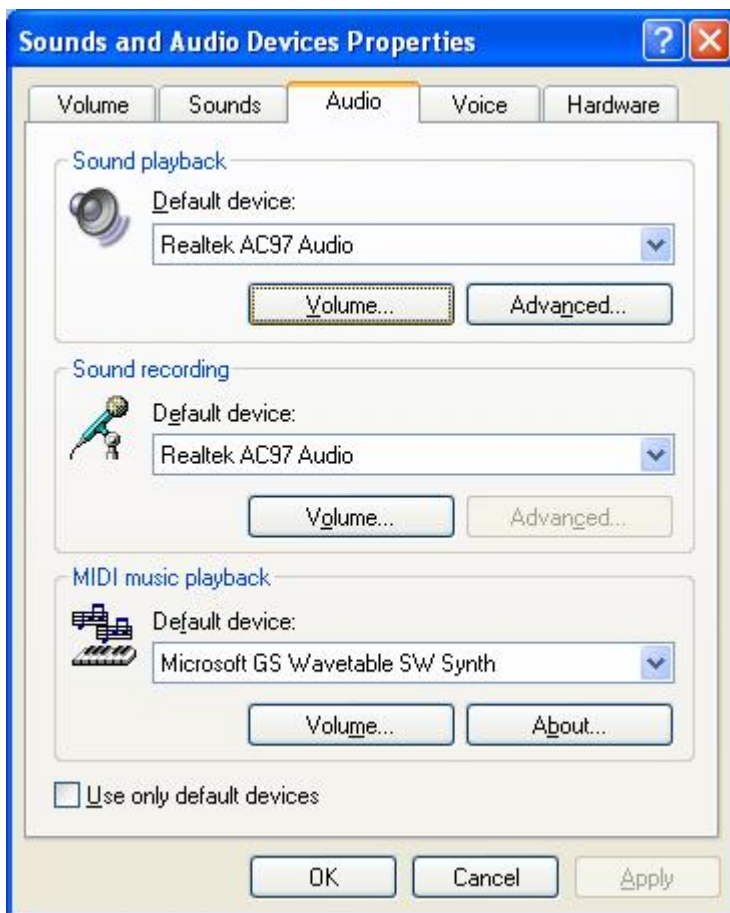 Sounds and Audio Devices Properties
?
Volume Sounds Audio Voice Hardware
Sound playback
Default device:
Realtek AC97 Audio
Volume... Advanced...
Sound recording
Default device:
Realtek AC97 Audio
Volume... Advanced...
MIDI music playback
Default device:
Microsoft GS Wavetable SW Synth
Volume... About...
Use only default devices
OK Cancel Apply